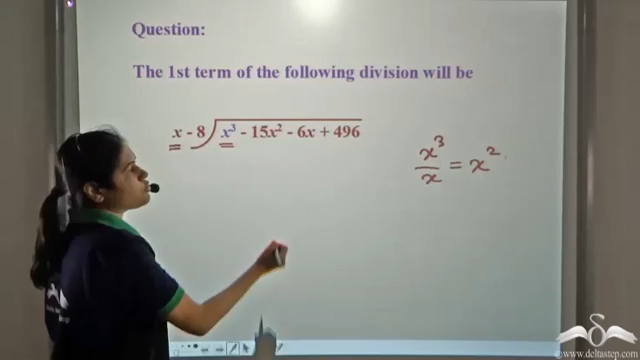 Question:
The 1st term of the following division will be
x - 8 ) x³ - 15x² - 6x + 496
x³/x = x²
©www.deltastep.com